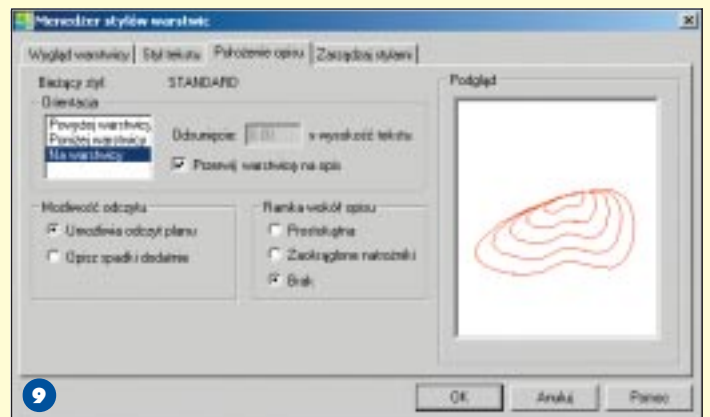 Menedżer stylów warstwic
Wygląd warstwicy
Styl tekstu
Położenie opisu
Zarządzaj stylami
Bieżący styl: STANDARD
Orientacja
Powyżej warstwicy
Poniżej warstwicy
Na warstwicy
Odsunięcie: x wysokość tekstu
Przerwij warstwicę na opis
Możliwość odczytu
Umożliwia odczyt planu
Opisz spadki dodatnie
Ramka wokół opisu
Prostokątna
Zaokrąglone narożniki
Brak
Podgląd
OK
Anuluj
Pomoc
9